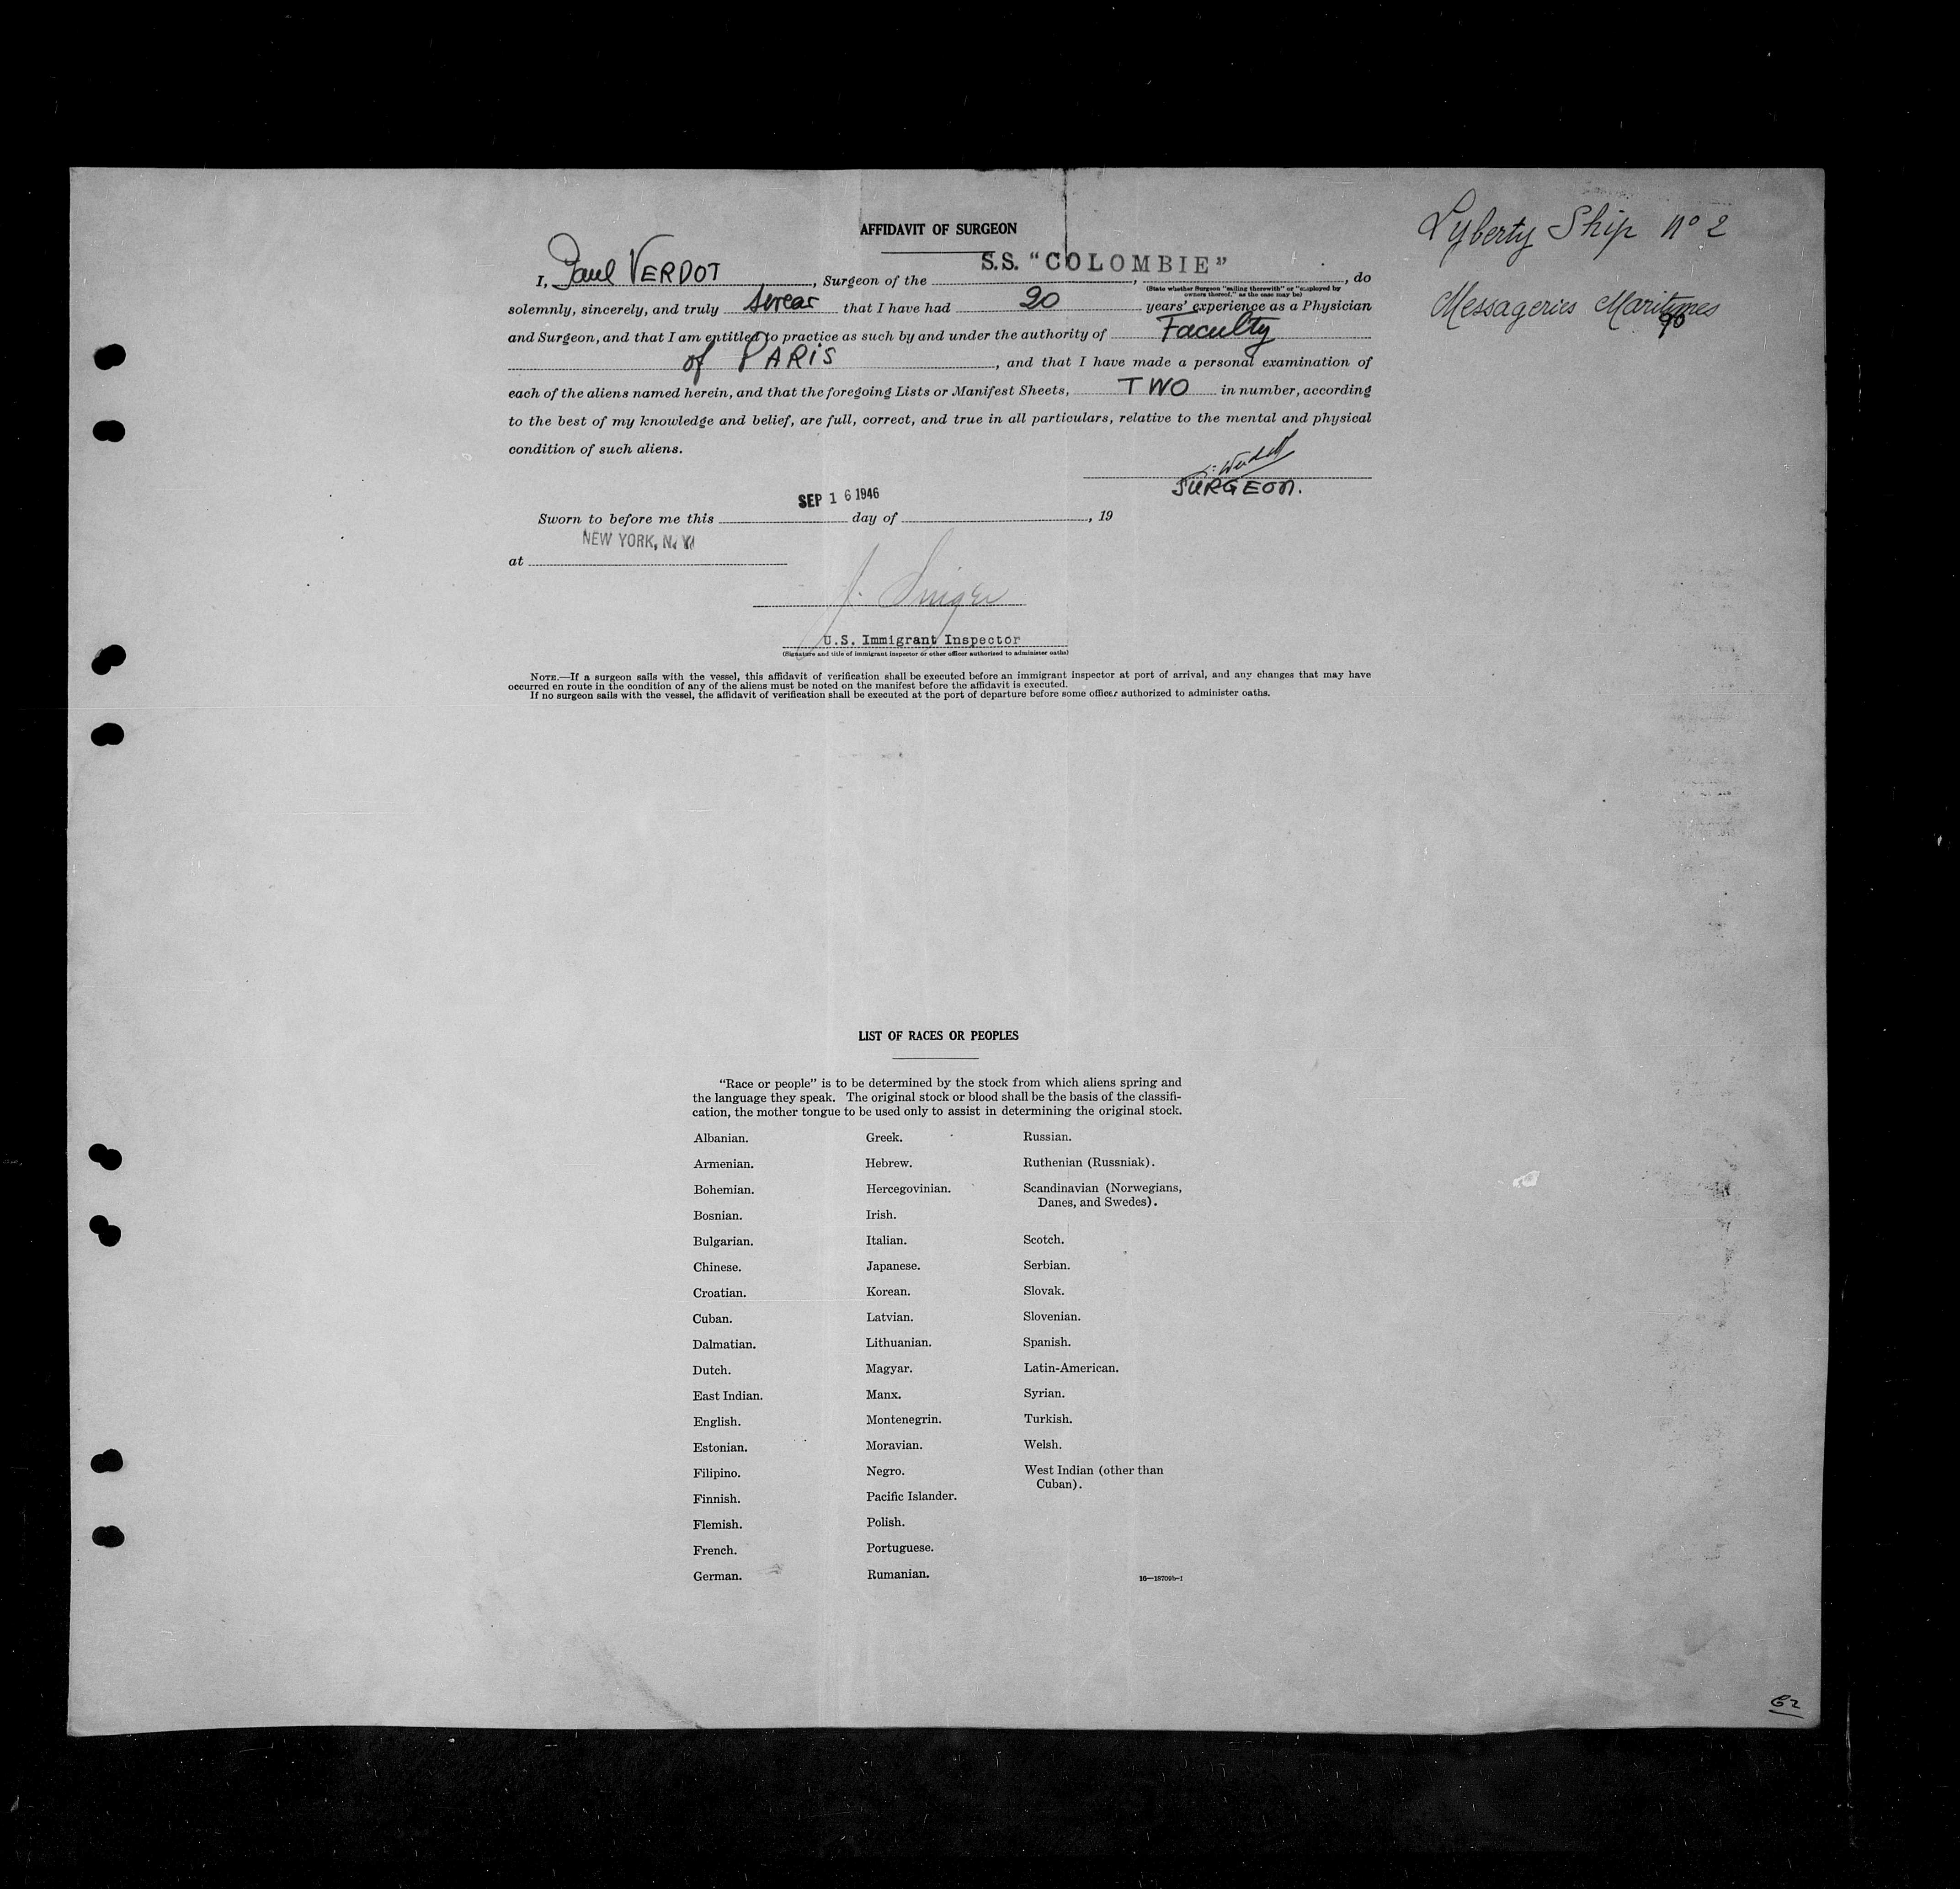 Lyberty Ship nº 2
Messageries Maritimes
90
AFFIDAVIT OF SURGEON
I, Paul VERDOT, Surgeon of the S.S. "COLOMBIE", , do
(State whether Surgeon "sailing therewith" or "employed by
owners thereof," as the case may be)
solemnly, sincerely, and truly swear that I have had 20 years' experience as a Physician
and Surgeon, and that I am entitled to practice as such by and under the authority of Faculty
of PARIS, and that I have made a personal examination of
each of the aliens named herein, and that the foregoing Lists or Manifest Sheets, TWO in number, according
to the best of my knowledge and belief, are full, correct, and true in all particulars, relative to the mental and physical
condition of such aliens.
SURGEON.
SEP 16 1946
Sworn to before me this day of , 19
NEW YORK, N. Y.
at
J. Singer
U.S. Immigrant Inspector
(Signature and title of immigrant inspector or other officer authorized to administer oaths)
NOTE.—If a surgeon sails with the vessel, this affidavit of verification shall be executed before an immigrant inspector at port of arrival, and any changes that may have
occurred en route in the condition of any of the aliens must be noted on the manifest before the affidavit is executed.
If no surgeon sails with the vessel, the affidavit of verification shall be executed at the port of departure before some officer authorized to administer oaths.
LIST OF RACES OR PEOPLES
"Race or people" is to be determined by the stock from which aliens spring and
the language they speak. The original stock or blood shall be the basis of the classifi-
cation, the mother tongue to be used only to assist in determining the original stock.
Albanian.
Armenian.
Bohemian.
Bosnian.
Bulgarian.
Chinese.
Croatian.
Cuban.
Dalmatian.
Dutch.
East Indian.
English.
Estonian.
Filipino.
Finnish.
Flemish.
French.
German.
Greek.
Hebrew.
Hercegovinian.
Irish.
Italian.
Japanese.
Korean.
Latvian.
Lithuanian.
Magyar.
Manx.
Montenegrin.
Moravian.
Negro.
Pacific Islander.
Polish.
Portuguese.
Rumanian.
Russian.
Ruthenian (Russniak).
Scandinavian (Norwegians,
Danes, and Swedes).
Scotch.
Serbian.
Slovak.
Slovenian.
Spanish.
Latin-American.
Syrian.
Turkish.
Welsh.
West Indian (other than
Cuban).
16—18709b-1